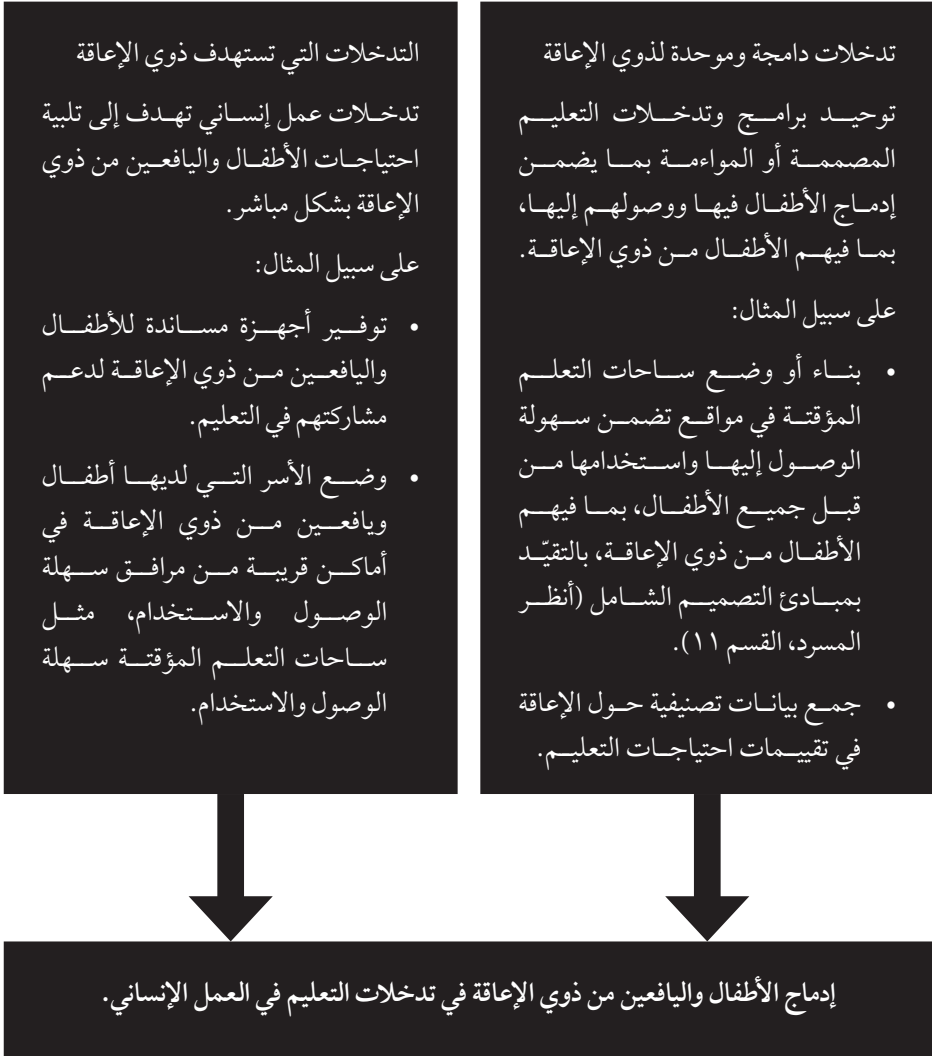 تدخلات دامجة وموحدة لذوي الإعاقة
توحيد برامج وتدخلات التعليم
المصممة أو المواءمة بما يضمن
إدماج الأطفال فيها ووصولهم إليها،
بما فيهم الأطفال من ذوي الإعاقة.
على سبيل المثال:
• بناء أو وضع ساحات التعلم
المؤقتة في مواقع تضمن سهولة
الوصول إليها واستخدامها من
قبل جميع الأطفال، بما فيهم
الأطفال من ذوي الإعاقة، بالتقيّد
بمبادئ التصميم الشامل (أنظر
المسرد، القسم ١١).
• جمع بيانات تصنيفية حول الإعاقة
في تقييمات احتياجات التعليم.
التدخلات التي تستهدف ذوي الإعاقة
تدخلات عمل إنساني تهدف إلى تلبية
احتياجات الأطفال واليافعين من ذوي
الإعاقة بشكل مباشر.
على سبيل المثال:
• توفير أجهزة مساندة للأطفال
واليافعين من ذوي الإعاقة لدعم
مشاركتهم في التعليم.
• وضع الأسر التي لديها أطفال
ويافعين من ذوي الإعاقة في
أماكن قريبة من مرافق سهلة
الوصول والاستخدام، مثل
ساحات التعلم المؤقتة سهلة
الوصول والاستخدام.
إدماج الأطفال واليافعين من ذوي الإعاقة في تدخلات التعليم في العمل الإنساني.